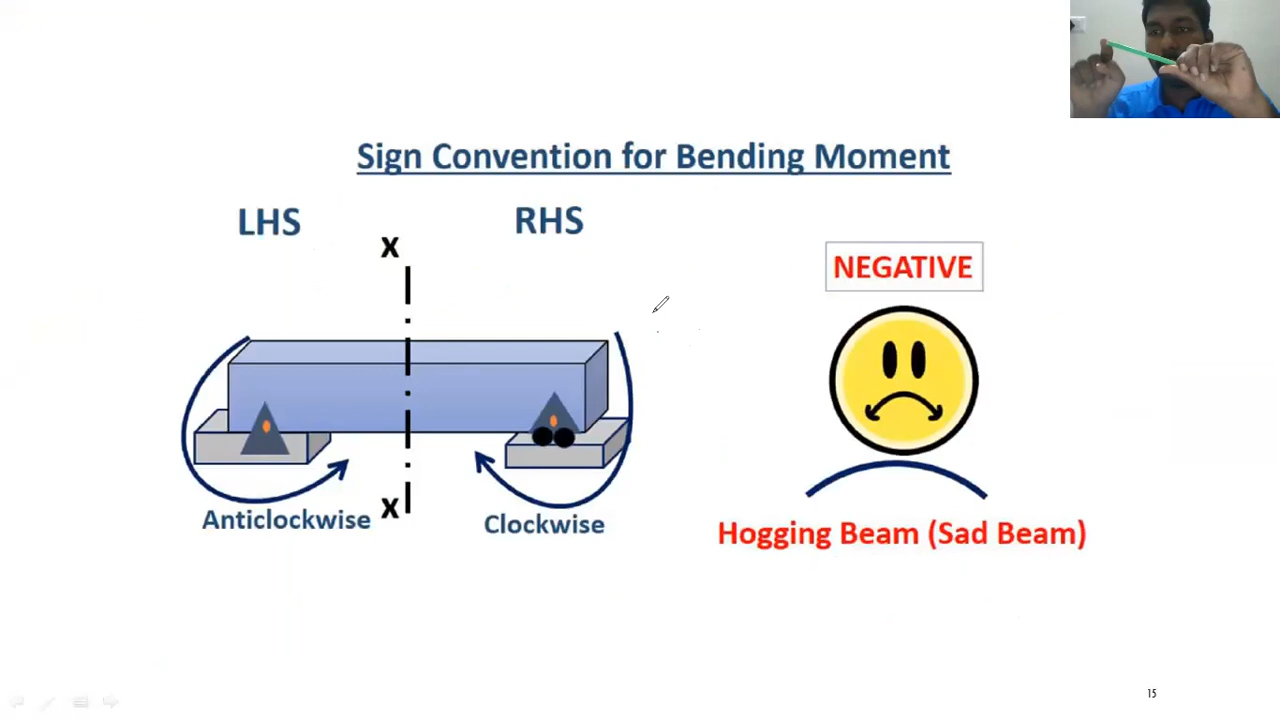 Sign Convention for Bending Moment
LHS
RHS
X
NEGATIVE
Anticlockwise
X
Clockwise
Hogging Beam (Sad Beam)
15